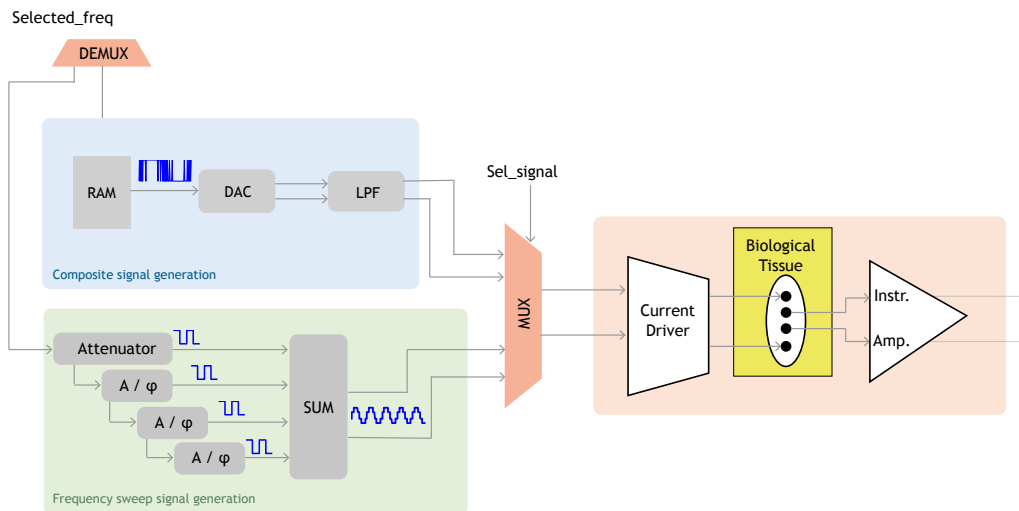 Selected_freq
DEMUX
RAM
DAC
LPF
Composite signal generation
Sel_signal
MUX
Biological
Tissue
Current
Driver
Instr.
Amp.
Attenuator
A / φ
A / φ
A / φ
SUM
Frequency sweep signal generation